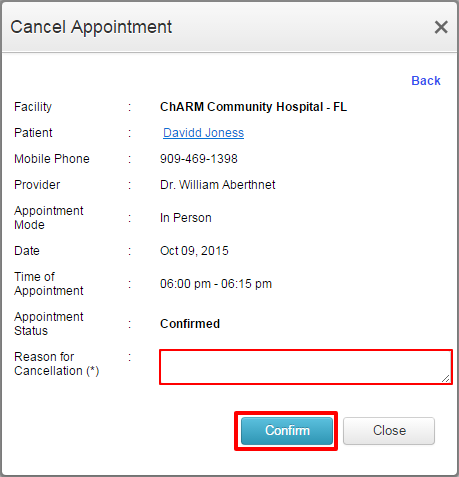 Cancel Appointment
Back
Facility : ChARM Community Hospital - FL
Patient : Davidd Joness
Mobile Phone : 909-469-1398
Provider : Dr. William Aberthnet
Appointment
Mode : In Person
Date : Oct 09, 2015
Time of
Appointment : 06:00 pm - 06:15 pm
Appointment
Status : Confirmed
Reason for
Cancellation (*) :
Confirm Close